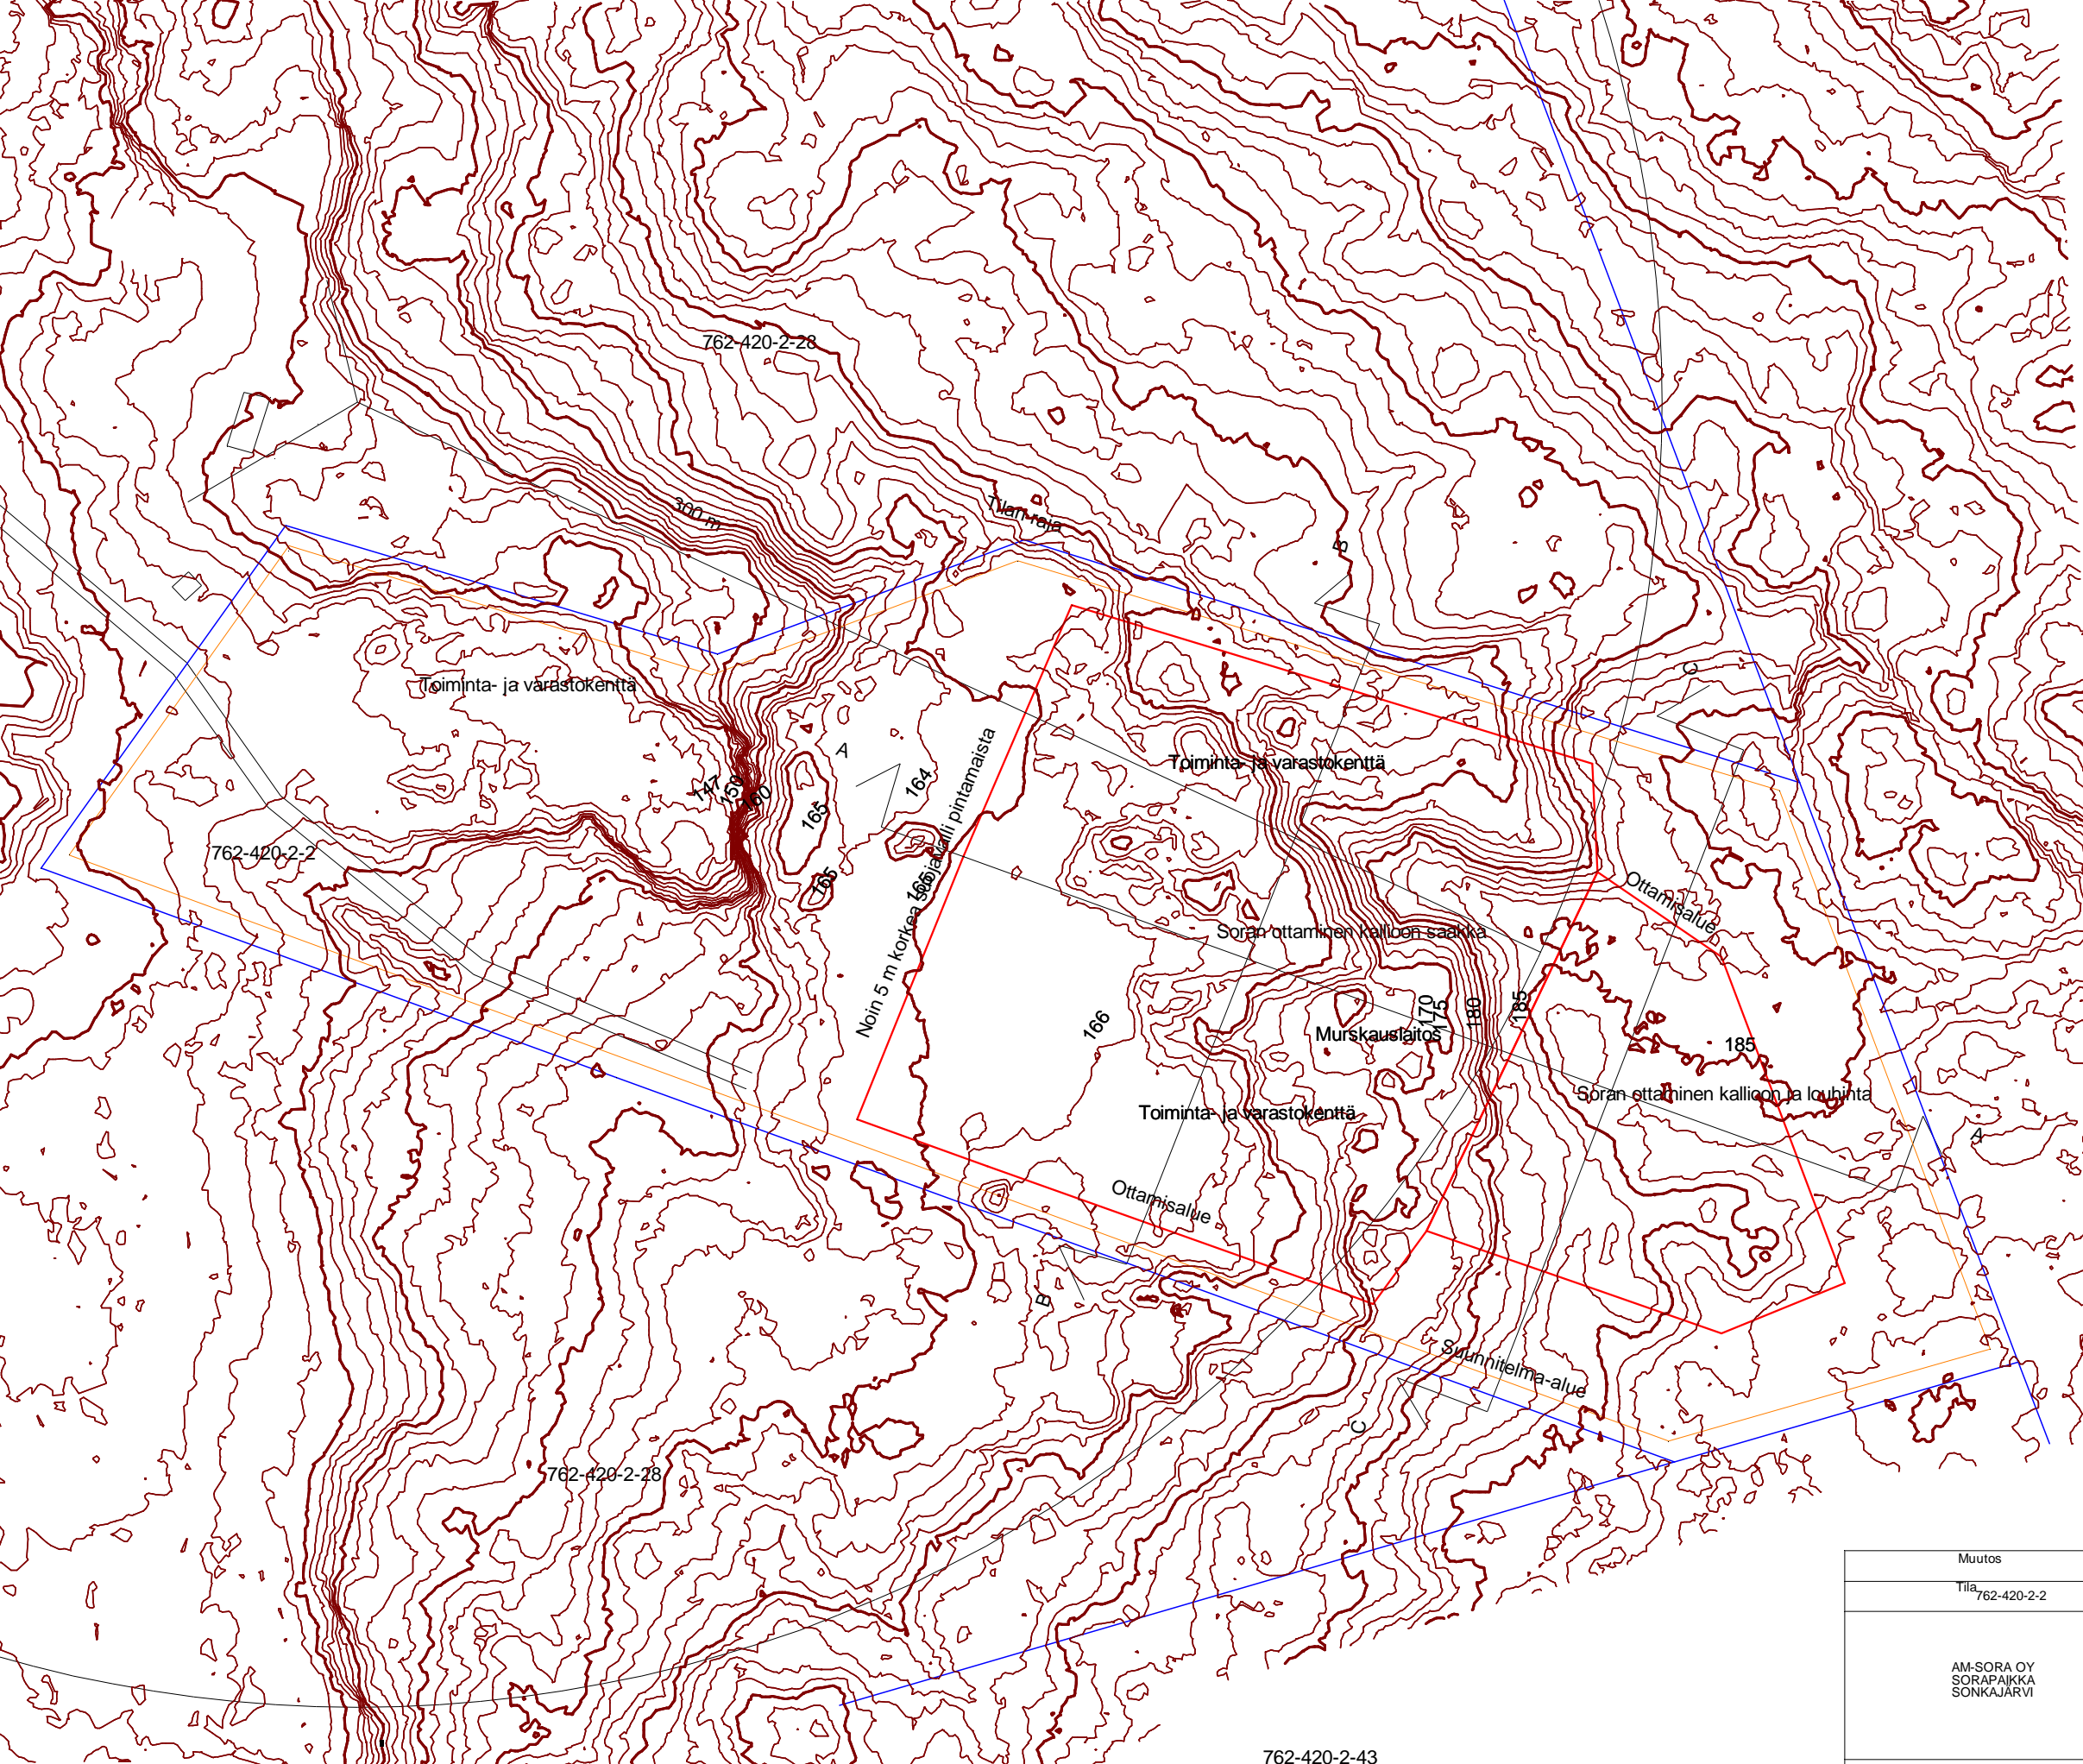 762-420-2-28
300 m
Tilan raja
B
C
Toiminta- ja varastokenttä
A
Toiminta- ja varastokenttä
147
158
160
165
164
762-420-2-2
165
165
Noin 5 m korkea suojavalli pintamaista
Ottamisalue
Soran ottaminen kallioon saakka
166
170
175
180
185
Murskauslaitos
185
Soran ottaminen kallioon ja louhinta
Toiminta- ja varastokenttä
A
Ottamisalue
B
Suunnitelma-alue
C
762-420-2-28
Muutos
Tila
762-420-2-2
AM-SORA OY
SORAPAIKKA
SONKAJÄRVI
762-420-2-43